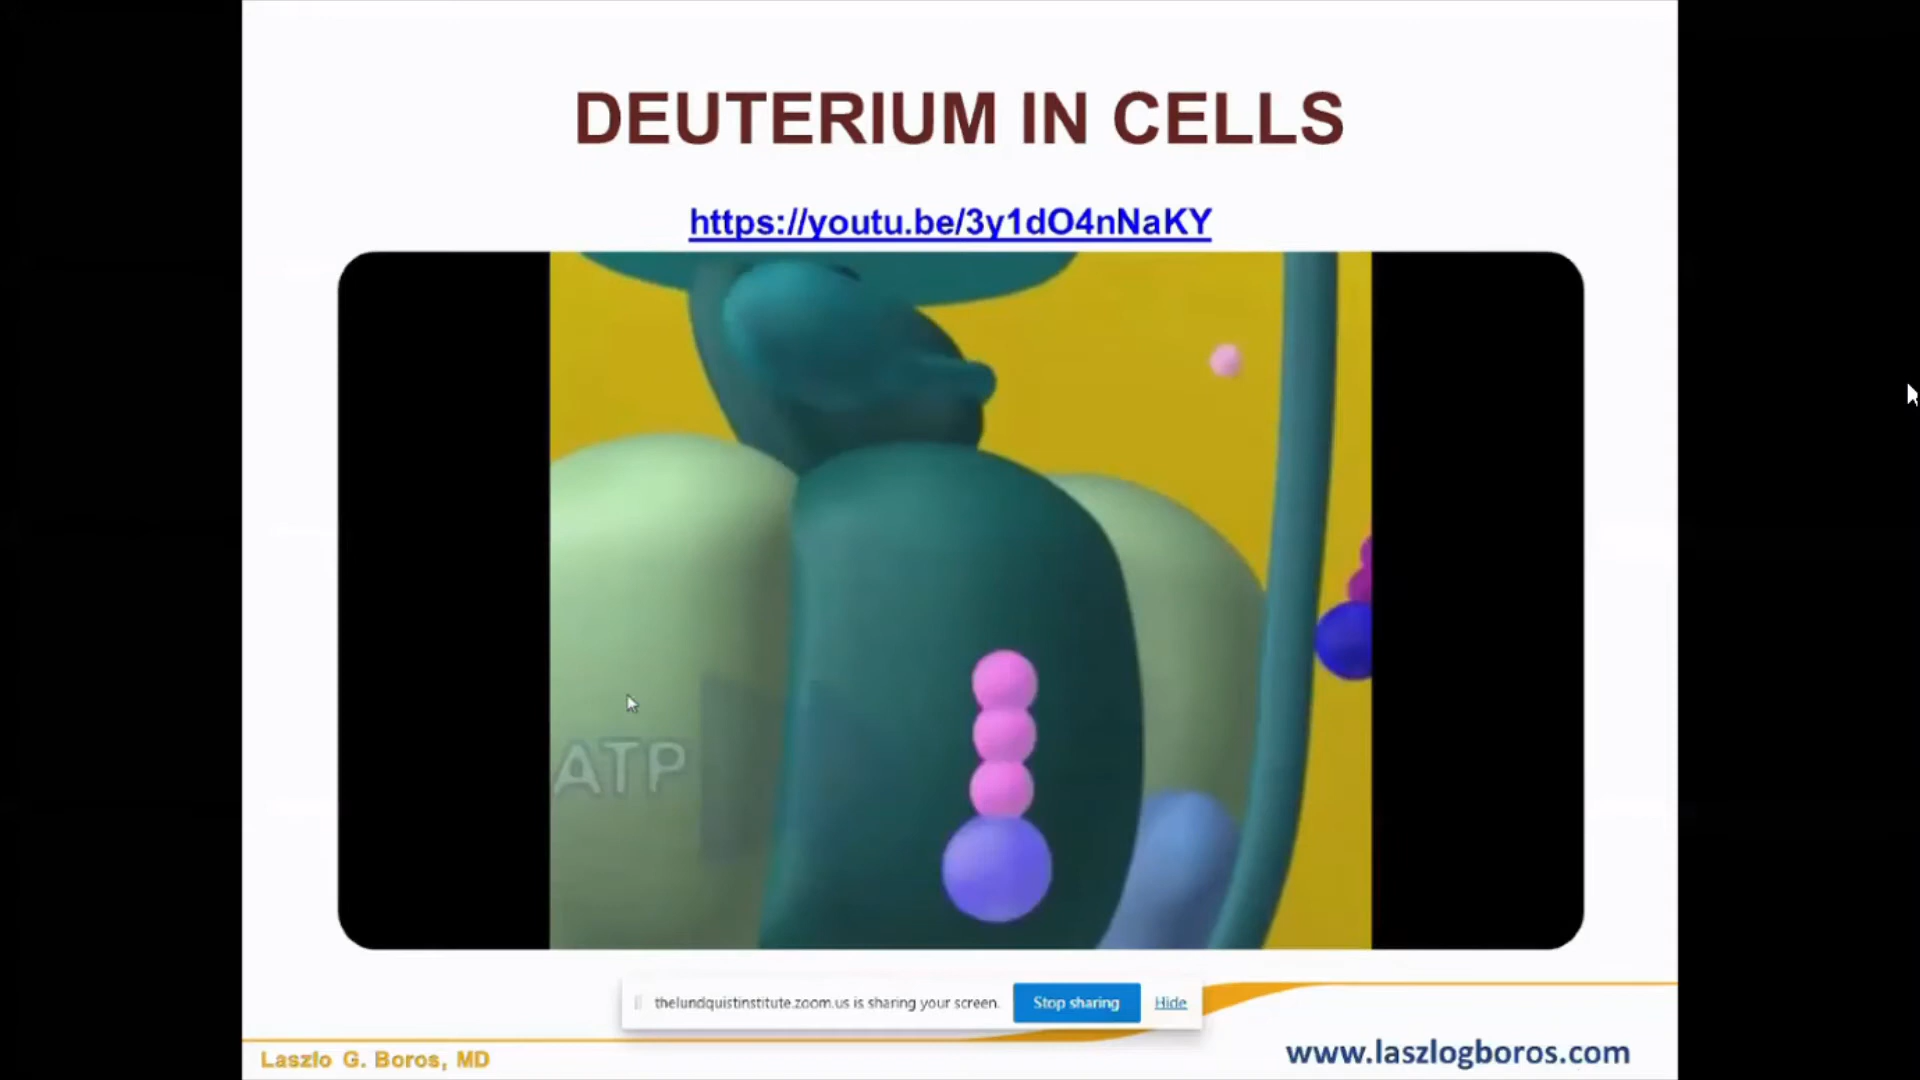 DEUTERIUM IN CELLS
https://youtu.be/3y1dO4nNaKY
ATP
thelundquistinstitute.zoom.us is sharing your screen.
Stop sharing
Hide
Laszlo G. Boros, MD
www.laszlogboros.com